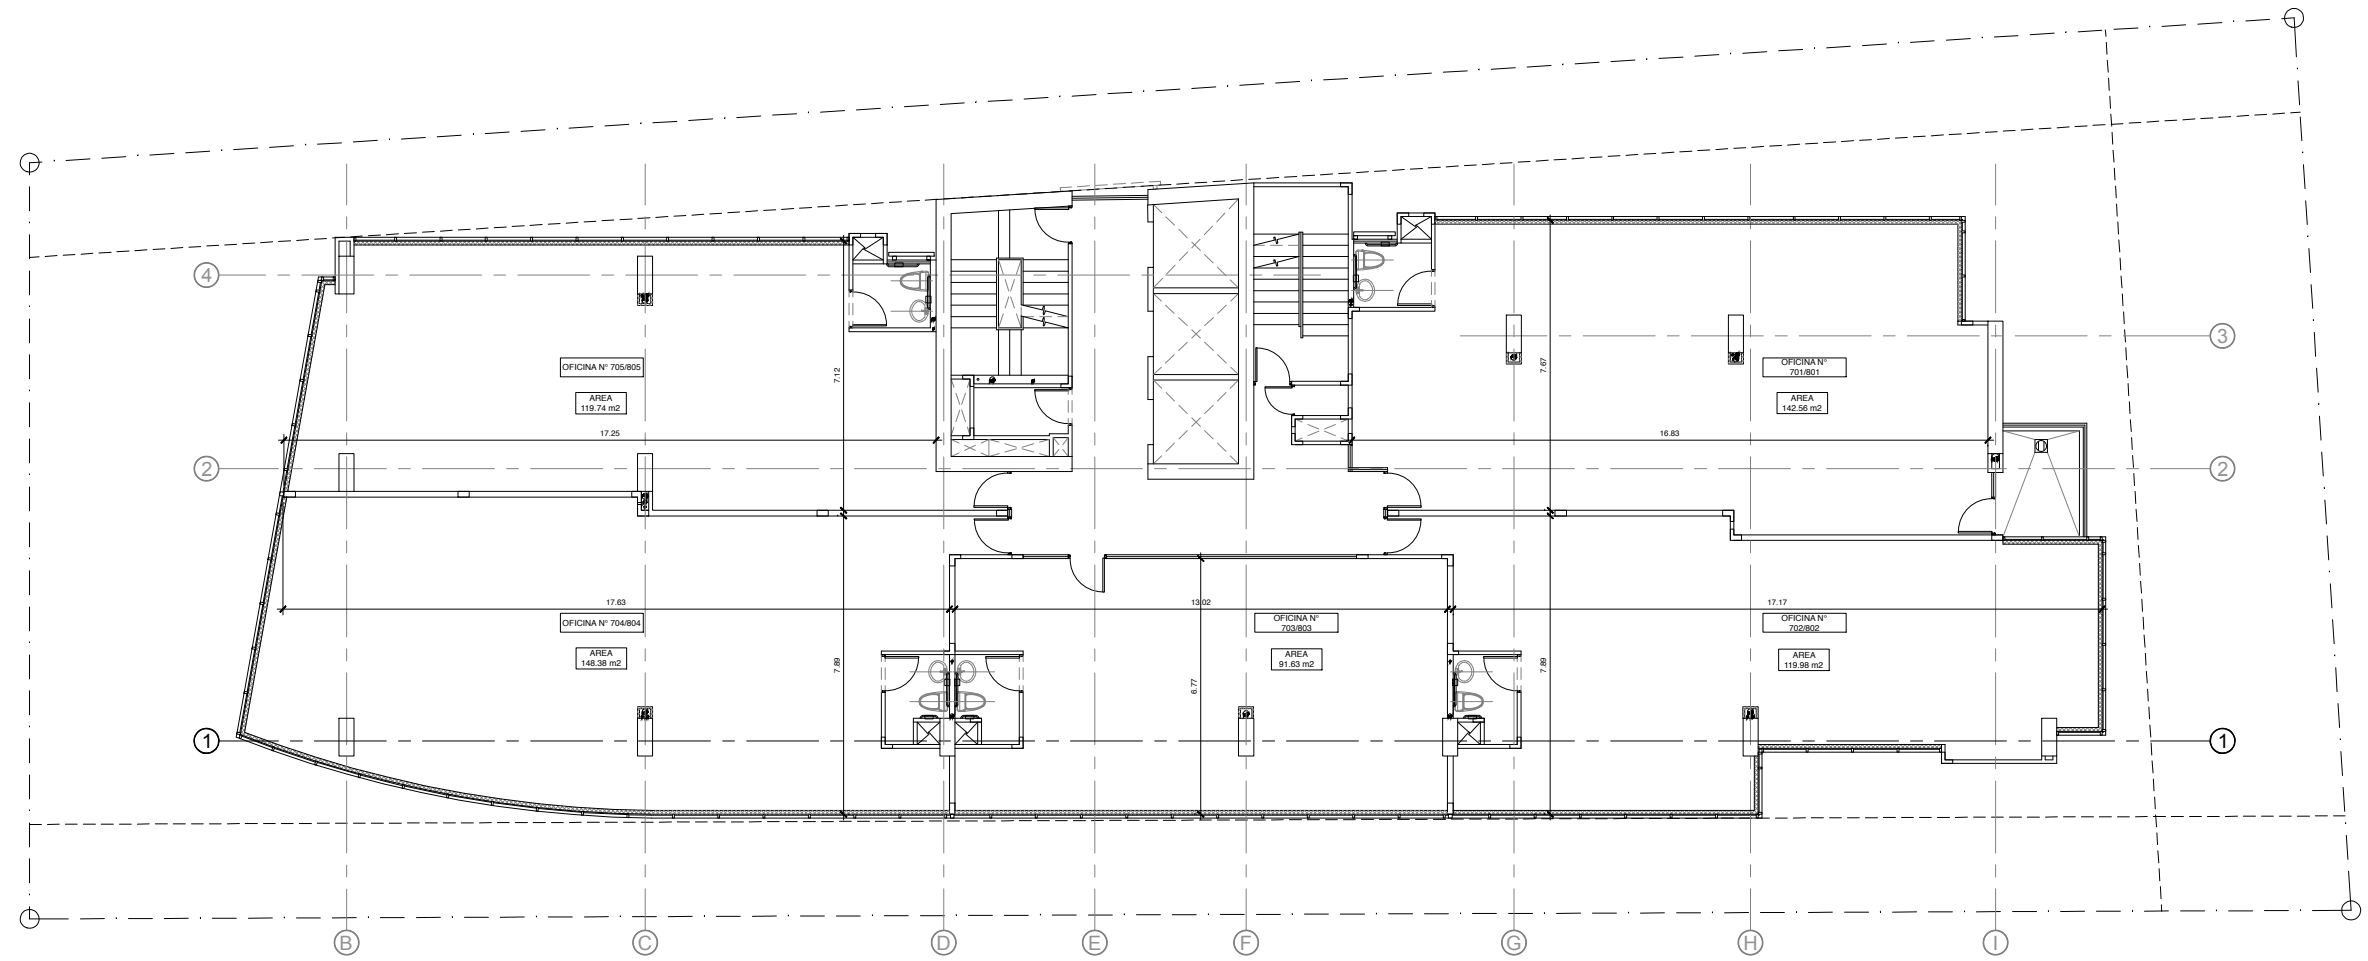 4
3
OFICINA N° 705/805
AREA
119.74 m2
7.12
17.25
OFICINA N°
701/801
AREA
142.56 m2
7.67
16.83
2
2
17.63
13.02
17.17
OFICINA N° 704/804
AREA
148.38 m2
7.89
OFICINA N°
703/803
AREA
91.63 m2
6.77
OFICINA N°
702/802
AREA
119.98 m2
7.89
1
1
B
C
D
E
F
G
H
I